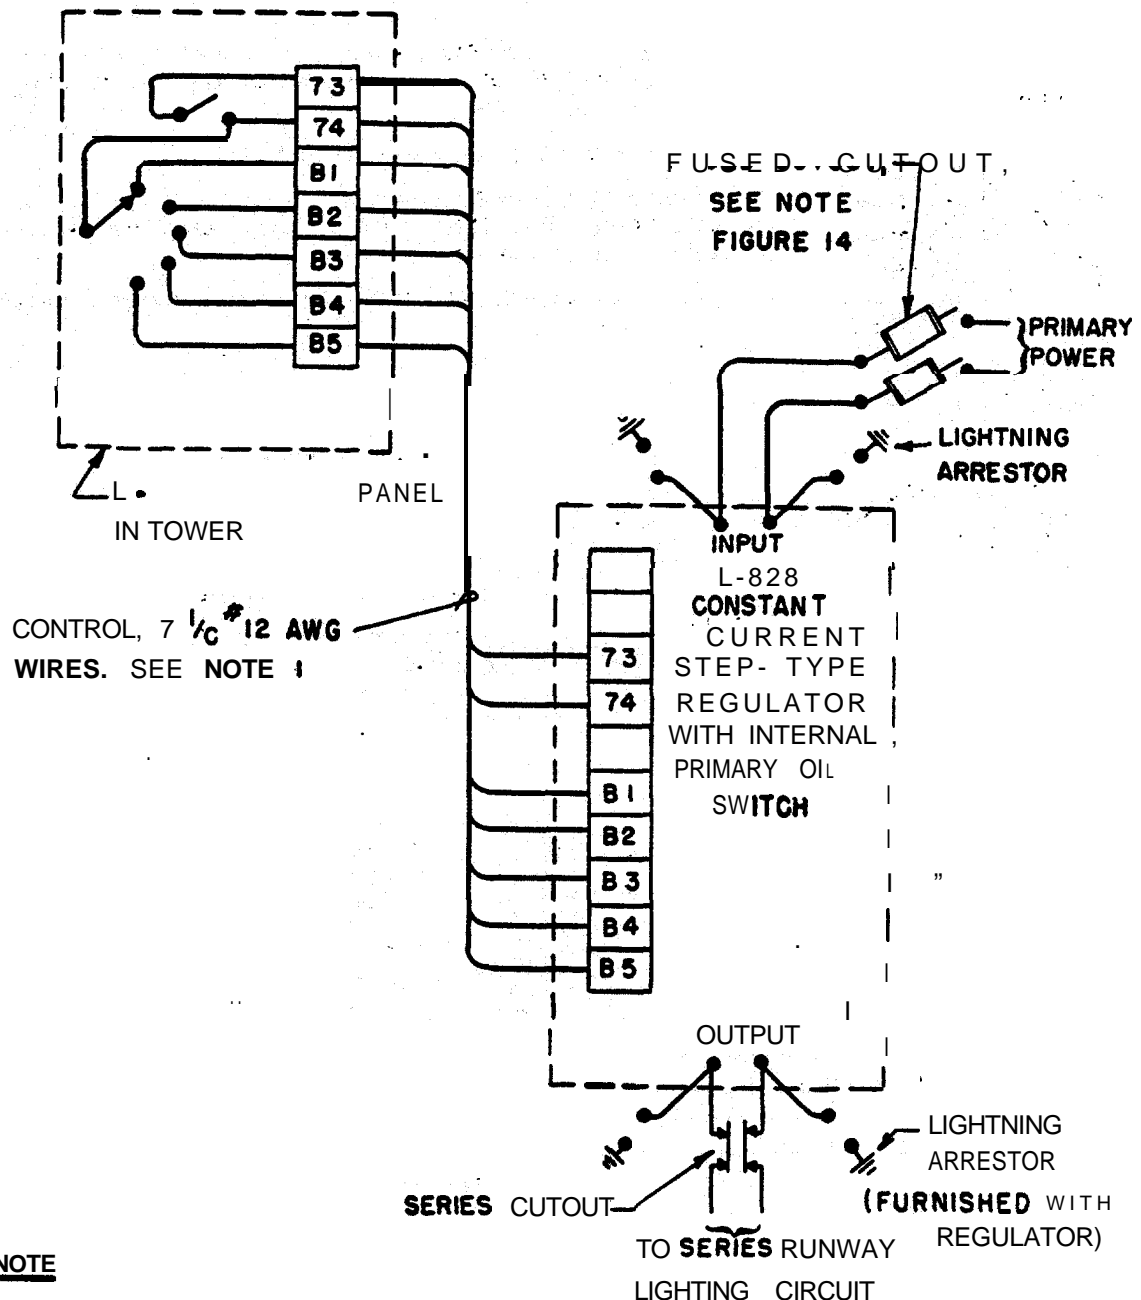 73
74
B1
B2
B3
B4
B5
FUSED CUTOUT,
SEE NOTE
FIGURE 14
PRIMARY
POWER
LIGHTNING
ARRESTOR
L PANEL
IN TOWER
CONTROL, 7 1/C #12 AWG
WIRES. SEE NOTE 1
INPUT
L-828
CONSTANT
CURRENT
STEP- TYPE
REGULATOR
WITH INTERNAL
PRIMARY OIL
SWITCH
73
74
B1
B2
B3
B4
B5
OUTPUT
LIGHTNING
ARRESTOR
(FURNISHED WITH
REGULATOR)
SERIES CUTOUT
TO SERIES RUNWAY
LIGHTING CIRCUIT
NOTE